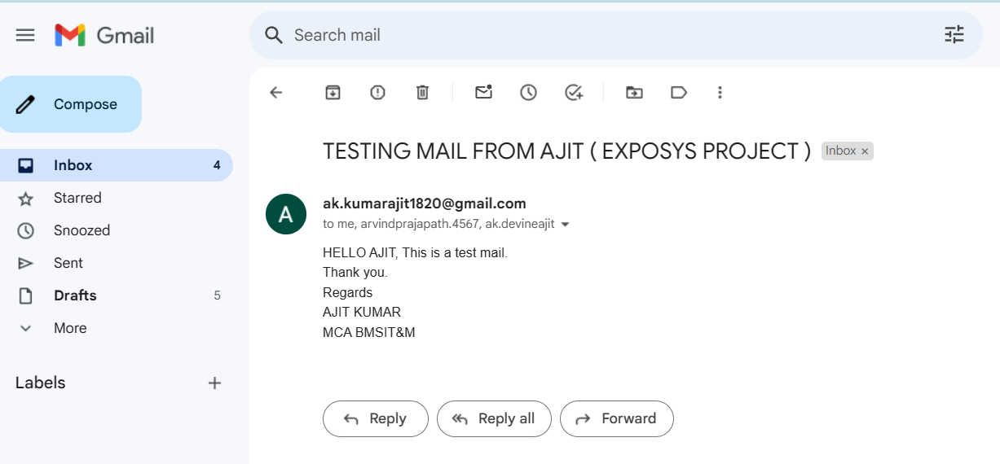 Gmail
Search mail
Compose
Inbox 4
Starred
Snoozed
Sent
Drafts 5
More
Labels
TESTING MAIL FROM AJIT ( EXPOSYS PROJECT ) Inbox ×
A
ak.kumarajit1820@gmail.com
to me, arvindprajapath.4567, ak.devineajit
HELLO AJIT, This is a test mail.
Thank you.
Regards
AJIT KUMAR
MCA BMSIT&M
Reply Reply all Forward